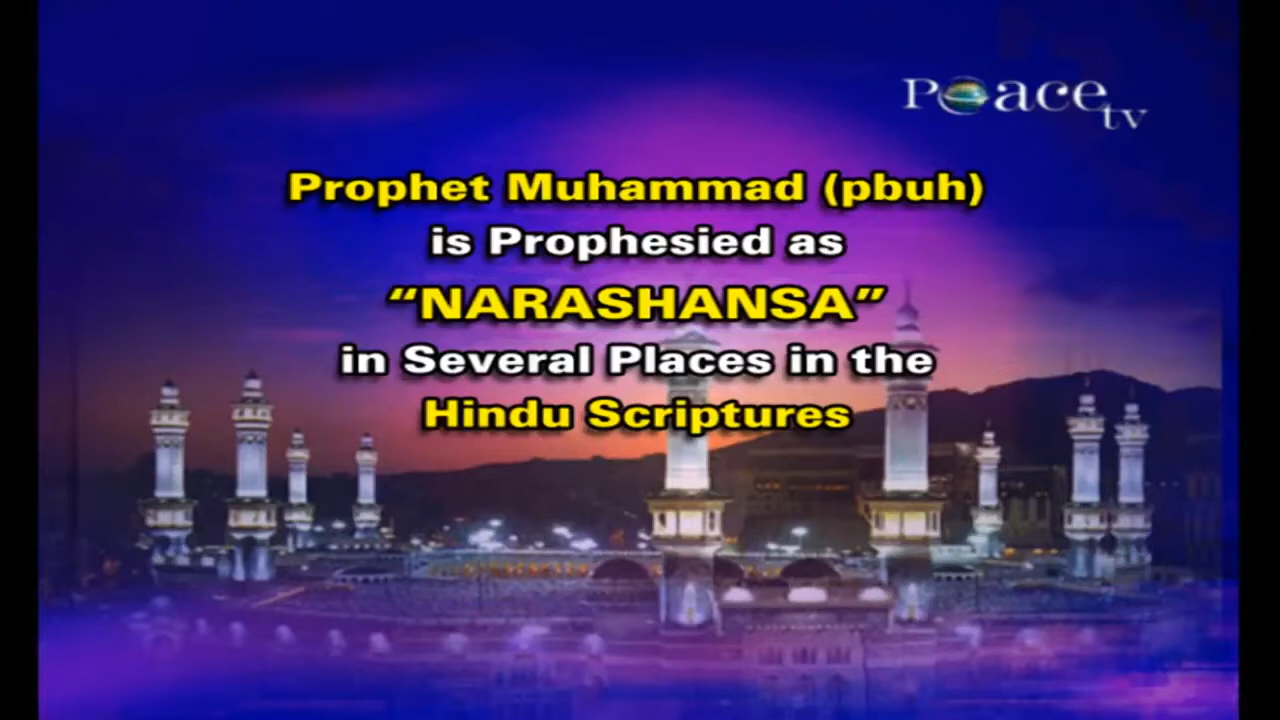 Peace tv
Prophet Muhammad (pbuh)
is Prophesied as
“NARASHANSA”
in Several Places in the
Hindu Scriptures